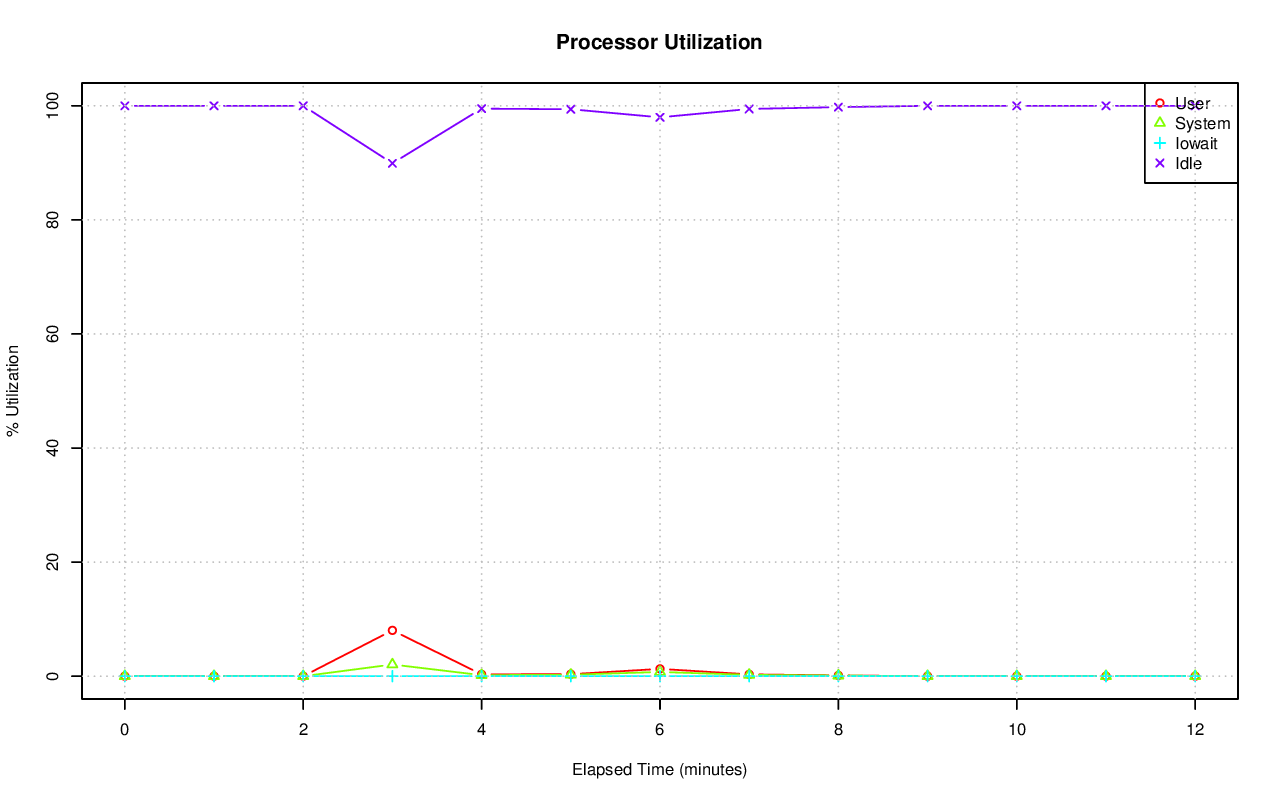 Processor Utilization
100
80
60
40
20
0
% Utilization
User
System
Iowait
Idle
0 2 4 6 8 10 12
Elapsed Time (minutes)